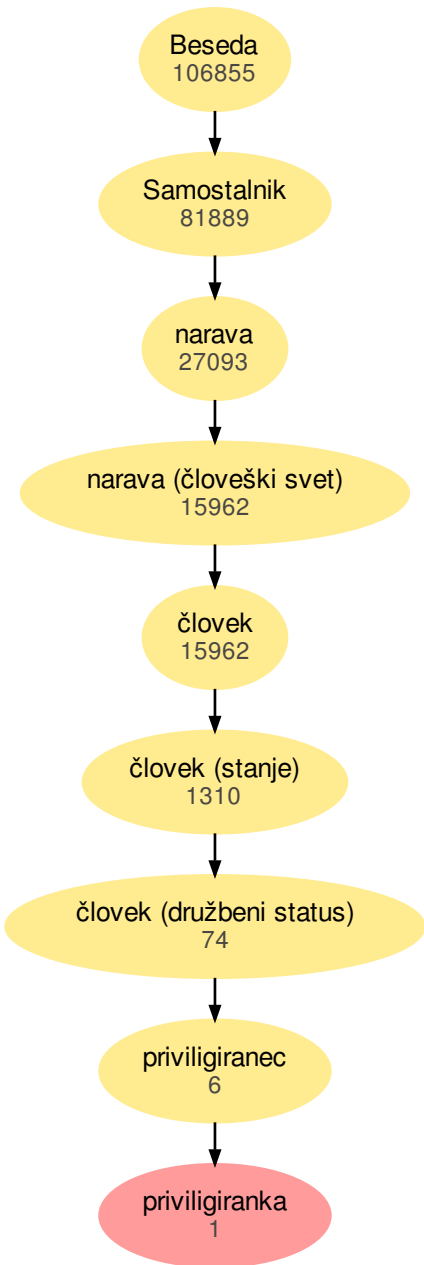 Beseda
106855
Samostalnik
81889
narava
27093
narava (človeški svet)
15962
človek
15962
človek (stanje)
1310
človek (družbeni status)
74
priviligiranec
6
priviligiranka
1